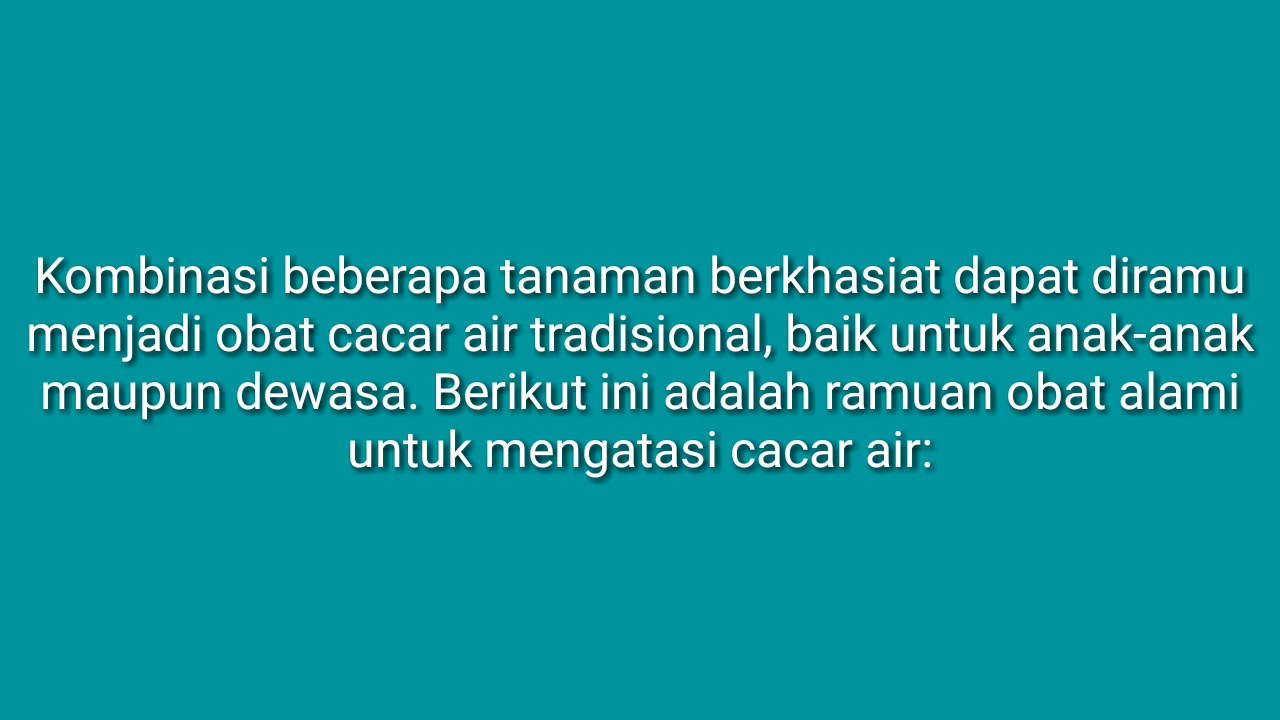 Kombinasi beberapa tanaman berkhasiat dapat diramu
menjadi obat cacar air tradisional, baik untuk anak-anak
maupun dewasa. Berikut ini adalah ramuan obat alami
untuk mengatasi cacar air: